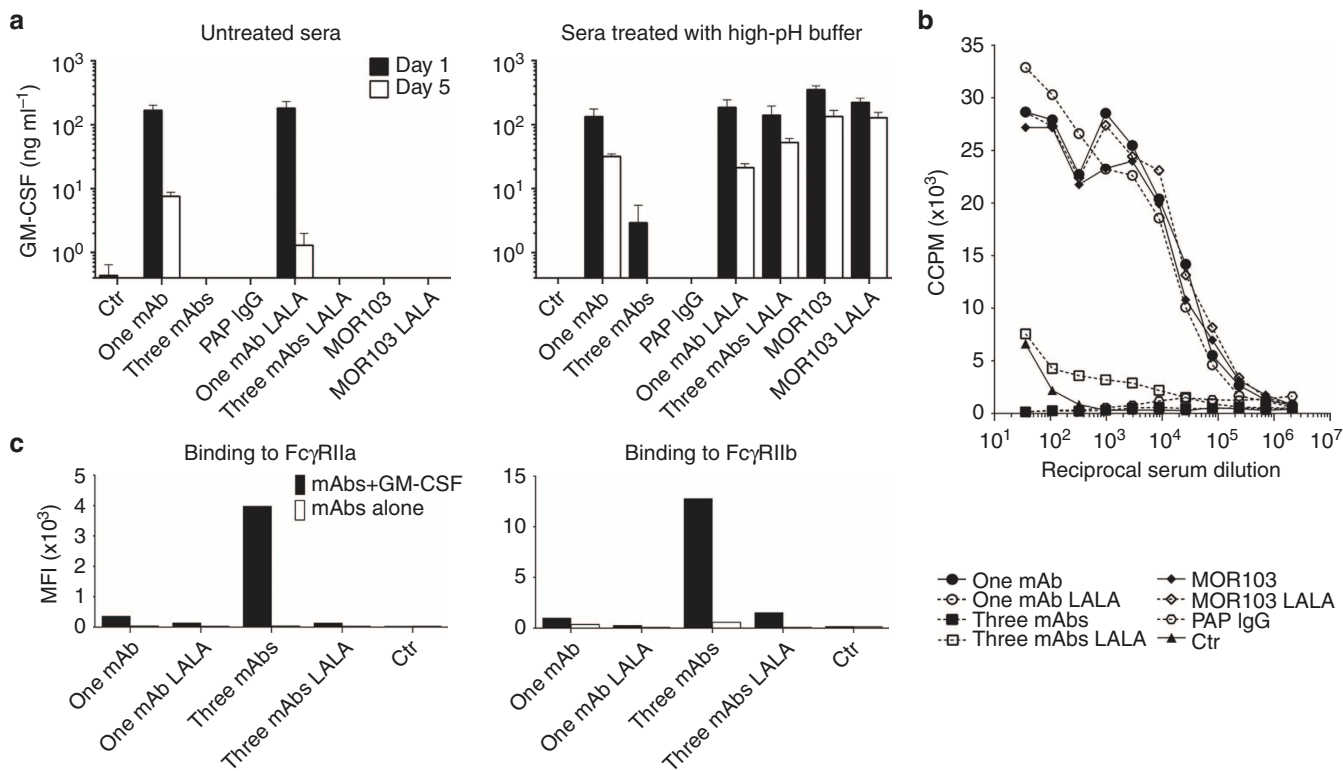 a
Untreated sera
Sera treated with high-pH buffer
GM-CSF (ng ml⁻¹)
10³
10²
10¹
10⁰
Day 1
Day 5
Ctr
One mAb
Three mAbs
PAP IgG
One mAb LALA
Three mAbs LALA
MOR103
MOR103 LALA
10³
10²
10¹
10⁰
Ctr
One mAb
Three mAbs
PAP IgG
One mAb LALA
Three mAbs LALA
MOR103
MOR103 LALA
b
CCPM (x10³)
35
30
25
20
15
10
5
0
10¹ 10² 10³ 10⁴ 10⁵ 10⁶ 10⁷
Reciprocal serum dilution
One mAb
One mAb LALA
Three mAbs
Three mAbs LALA
MOR103
MOR103 LALA
PAP IgG
Ctr
c
Binding to FcγRIIa
MFI (x10³)
5
4
3
2
1
0
mAbs+GM-CSF
mAbs alone
One mAb
One mAb LALA
Three mAbs
Three mAbs LALA
Ctr
Binding to FcγRIIb
15
10
5
0
One mAb
One mAb LALA
Three mAbs
Three mAbs LALA
Ctr